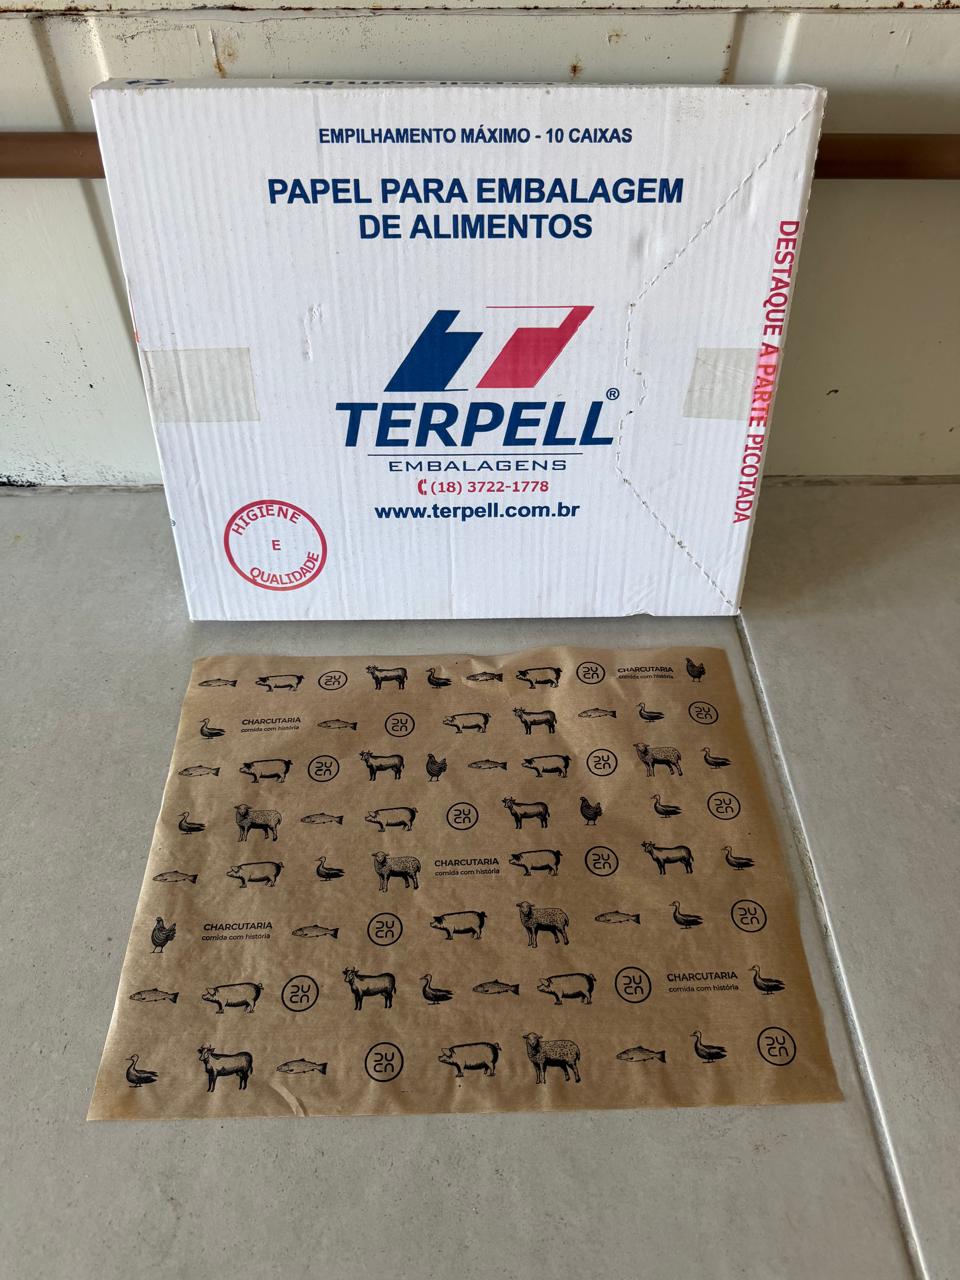 EMPILHAMENTO MÁXIMO - 10 CAIXAS
PAPEL PARA EMBALAGEM
DE ALIMENTOS
DESTAQUE A PARTE PICOTADA
TERPELL®
EMBALAGENS
(18) 3722-1778
www.terpell.com.br
HIGIENE
E
QUALIDADE
CHARCUTARIA
comida com história
CHARCUTARIA
comida com história
CHARCUTARIA
comida com história
CHARCUTARIA
comida com história
CHARCUTARIA
comida com história